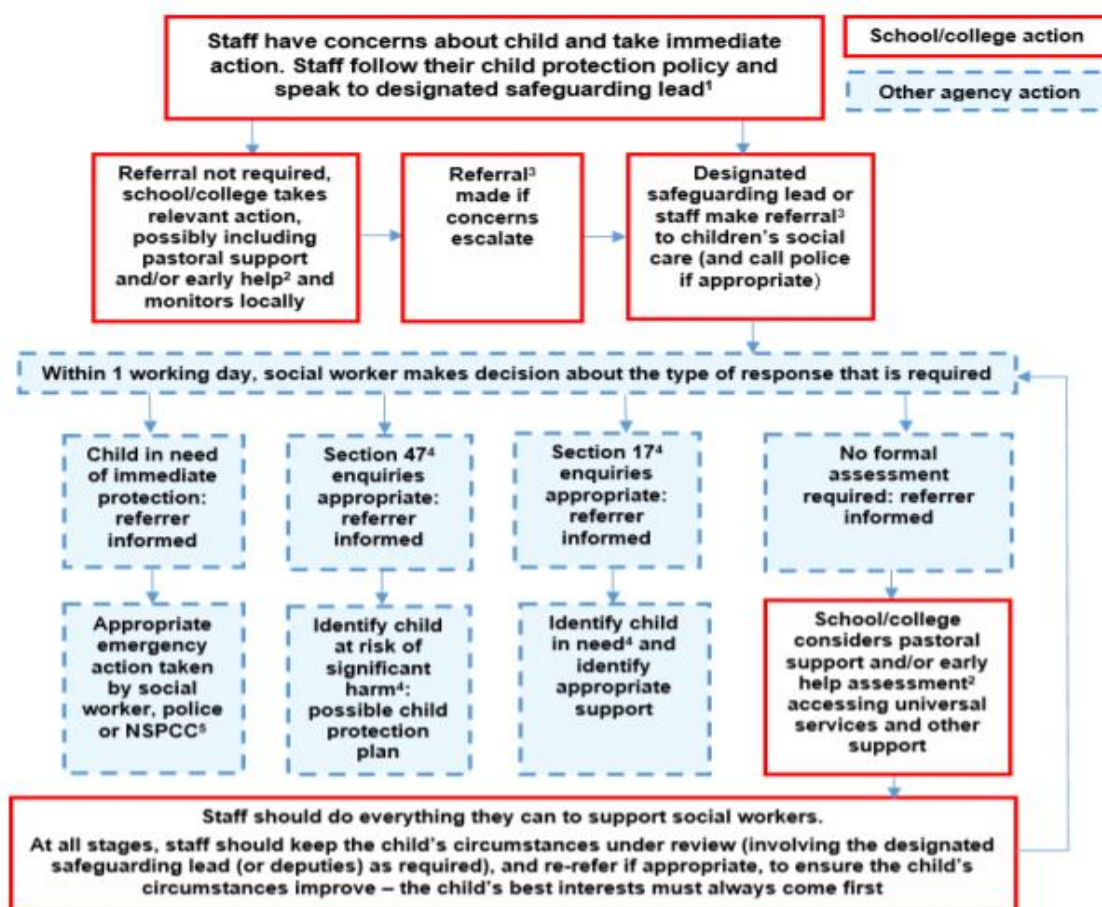 Staff have concerns about child and take immediate
action. Staff follow their child protection policy and
speak to designated safeguarding lead¹
School/college action
Other agency action
Referral not required,
school/college takes
relevant action,
possibly including
pastoral support
and/or early help² and
monitors locally
Referral³
made if
concerns
escalate
Designated
safeguarding lead or
staff make referral³
to children's social
care (and call police
if appropriate)
Within 1 working day, social worker makes decision about the type of response that is required
Child in need
of immediate
protection:
referrer
informed
Section 47⁴
enquiries
appropriate:
referrer
informed
Section 17⁴
enquiries
appropriate:
referrer
informed
No formal
assessment
required: referrer
informed
Appropriate
emergency
action taken
by social
worker, police
or NSPCC⁵
Identify child
at risk of
significant
harm⁴:
possible child
protection
plan
Identify child
in need⁴ and
identify
appropriate
support
School/college
considers pastoral
support and/or early
help assessment²
accessing universal
services and other
support
Staff should do everything they can to support social workers.
At all stages, staff should keep the child's circumstances under review (involving the designated
safeguarding lead (or deputies) as required), and re-refer if appropriate, to ensure the child's
circumstances improve – the child's best interests must always come first